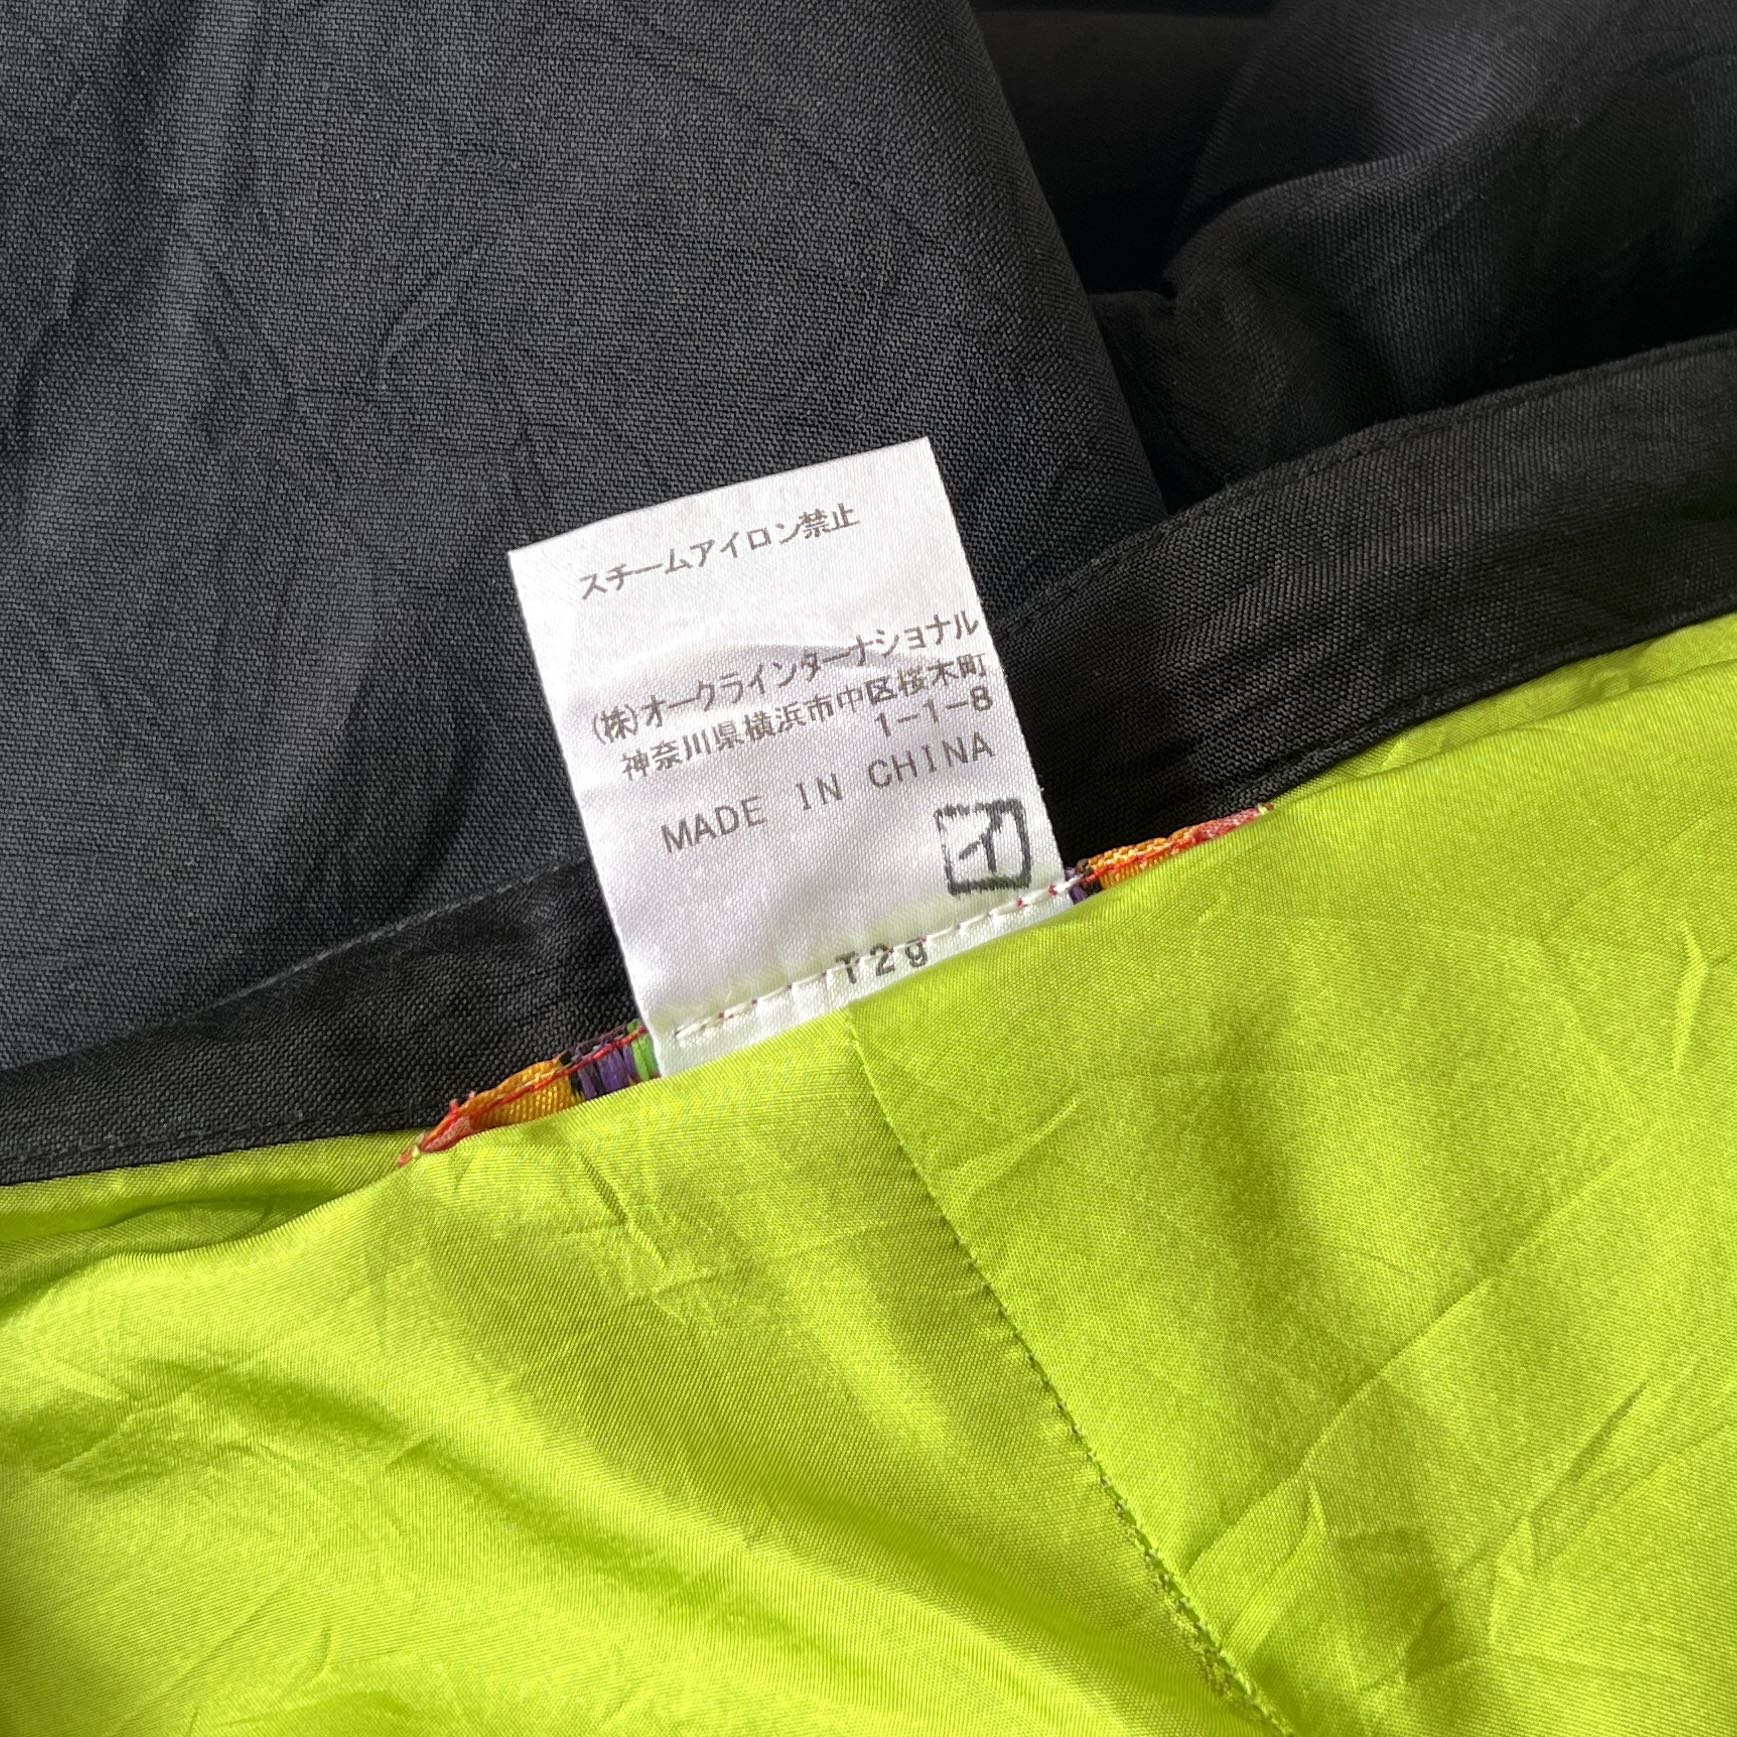 スチームアイロン禁止
(株)オークラインターナショナル
神奈川県横浜市中区桜木町
1-1-8
MADE IN CHINA
イ
T2g